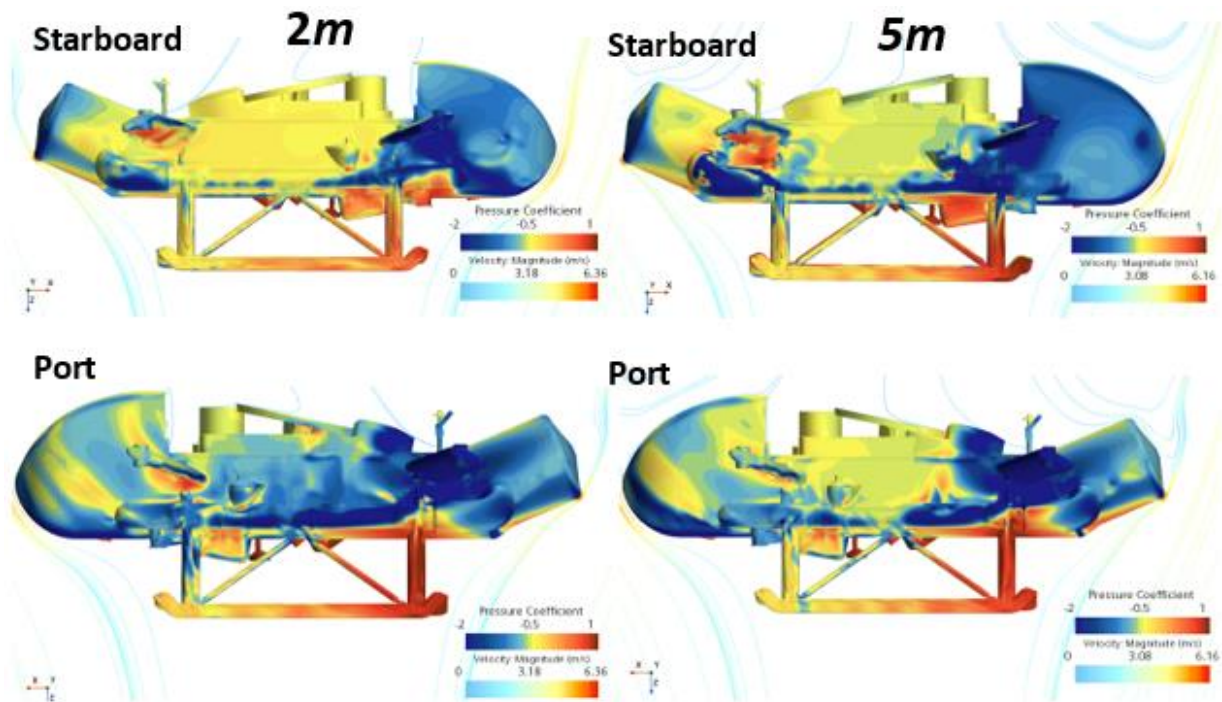 Starboard 2m
Starboard 5m
Pressure Coefficient
-2 -0.5 1
Velocity: Magnitude (m/s)
0 3.18 6.36
Y X
Z
Pressure Coefficient
-2 -0.5 1
Velocity: Magnitude (m/s)
0 3.08 6.16
Y X
Z
Port
Port
Pressure Coefficient
-2 -0.5 1
Velocity: Magnitude (m/s)
0 3.18 6.36
X Y
Z
Pressure Coefficient
-2 -0.5 1
Velocity: Magnitude (m/s)
0 3.08 6.16
X Y
Z